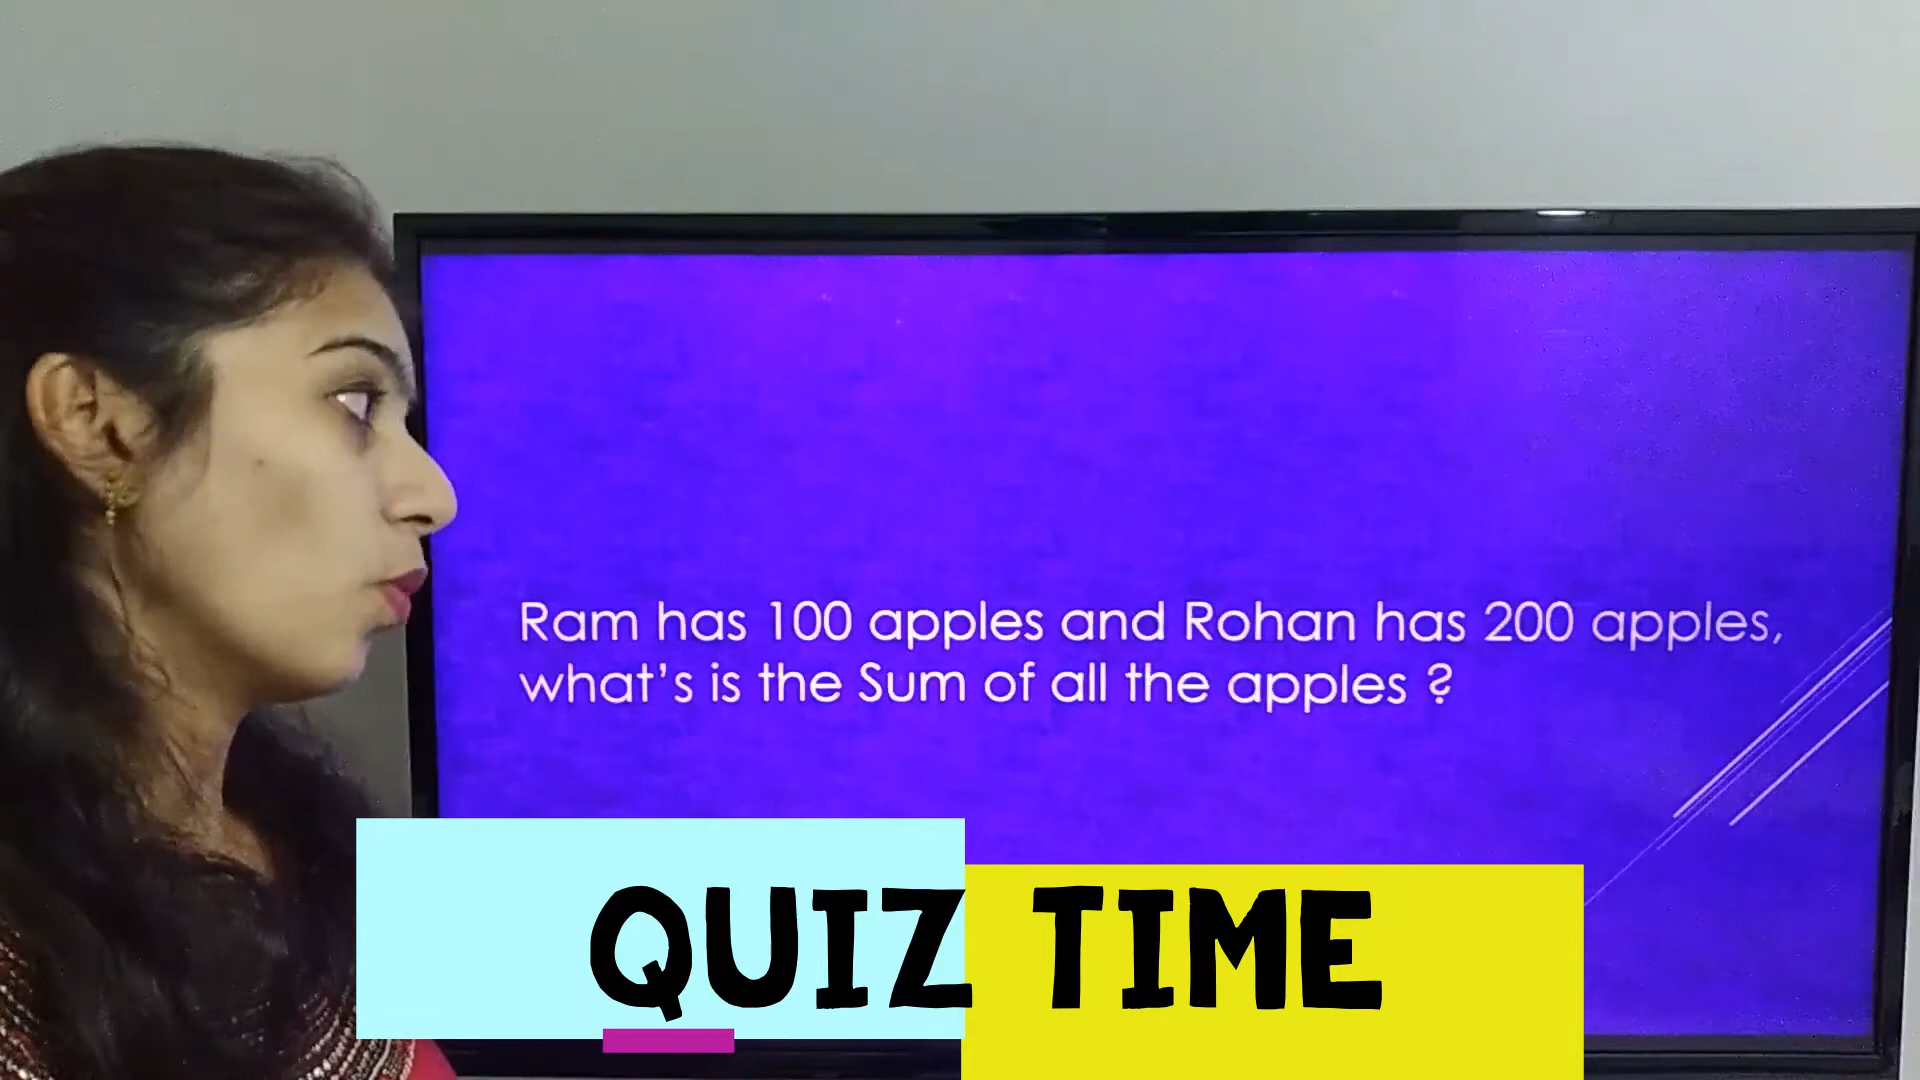 Ram has 100 apples and Rohan has 200 apples,
what's is the Sum of all the apples ?
QUIZ TIME